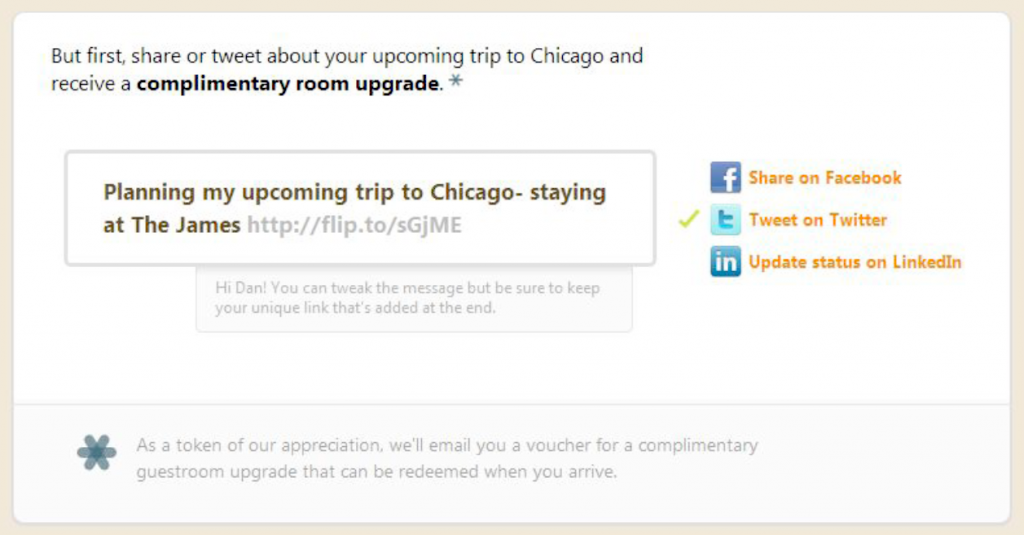 But first, share or tweet about your upcoming trip to Chicago and
receive a complimentary room upgrade. *
Planning my upcoming trip to Chicago- staying
at The James http://flip.to/sGjME
Hi Dan! You can tweak the message but be sure to keep
your unique link that's added at the end.
f Share on Facebook
t Tweet on Twitter
in Update status on LinkedIn
As a token of our appreciation, we'll email you a voucher for a complimentary
guestroom upgrade that can be redeemed when you arrive.